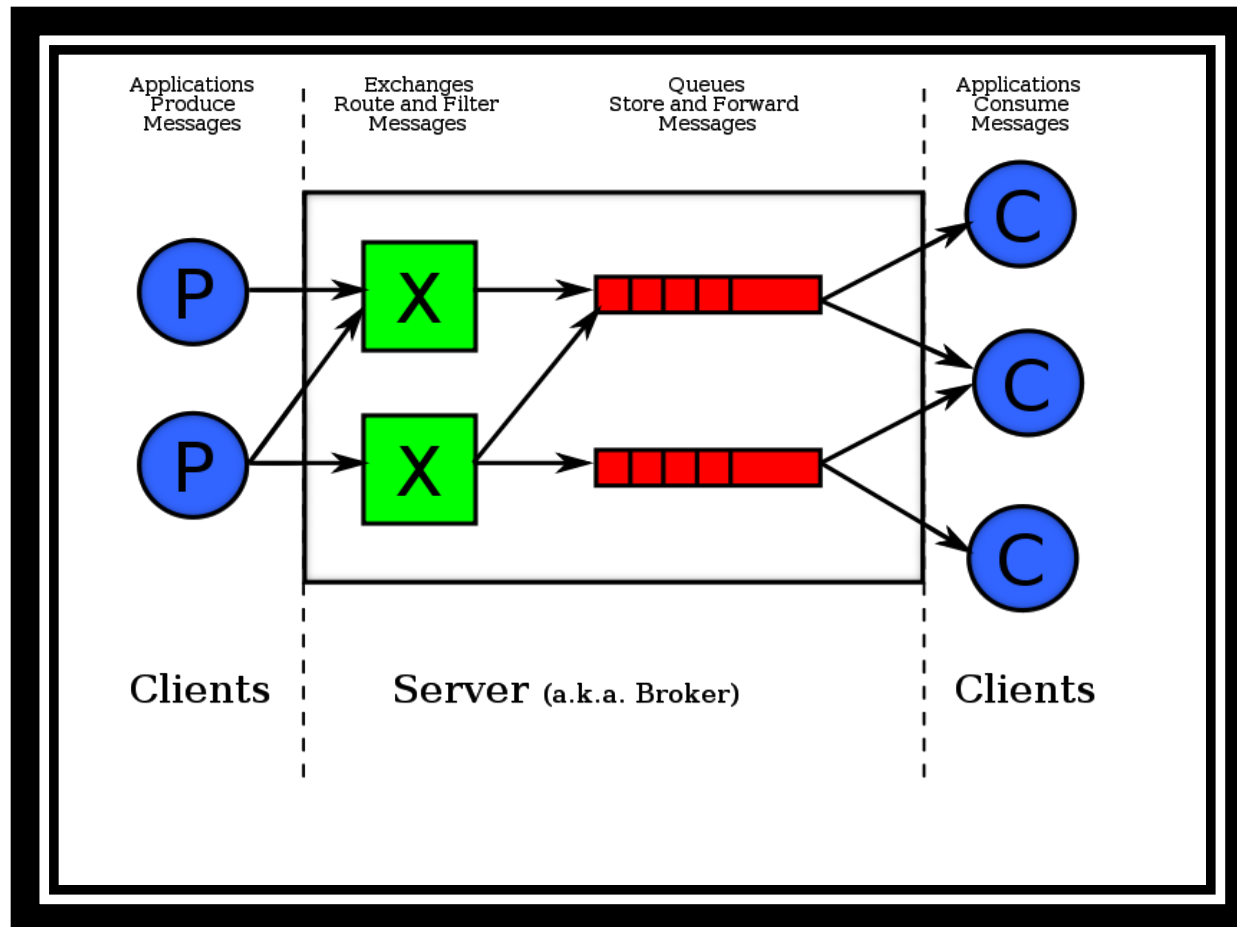 Applications
Produce
Messages
Exchanges
Route and Filter
Messages
Queues
Store and Forward
Messages
Applications
Consume
Messages
P
P
X
X
C
C
C
Clients
Server (a.k.a. Broker)
Clients